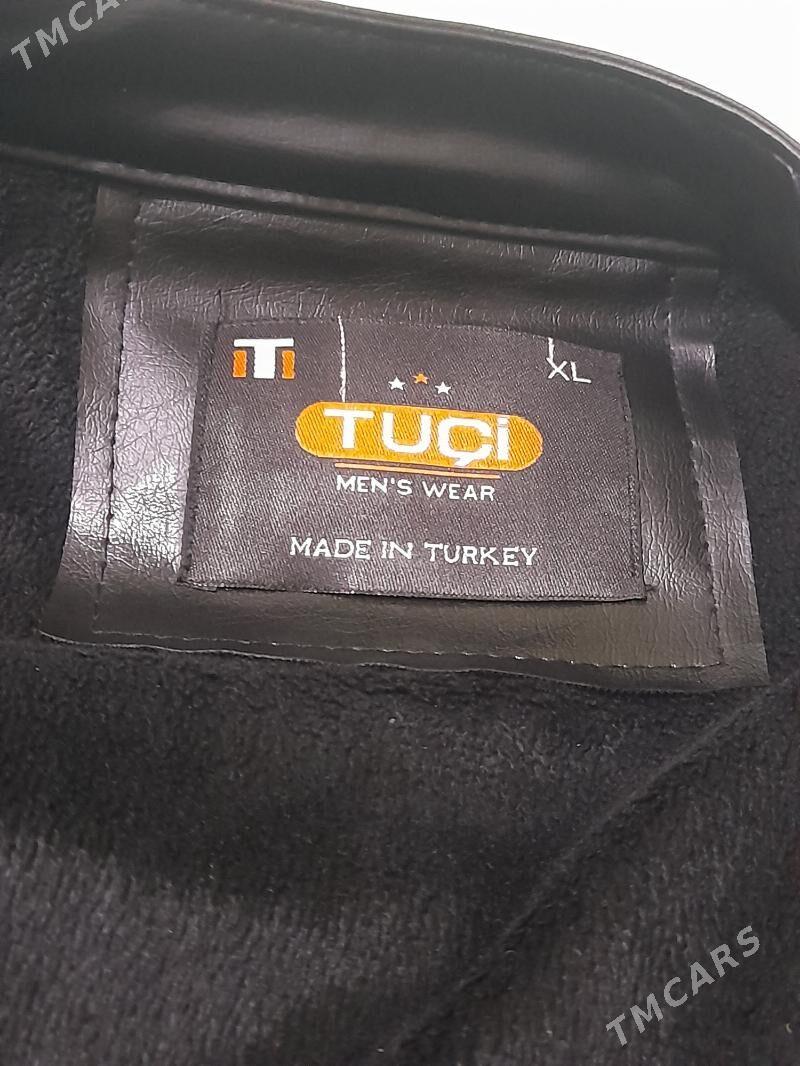 TMCARS
T
XL
TUÇi
MEN'S WEAR
MADE IN TURKEY
TMCARS